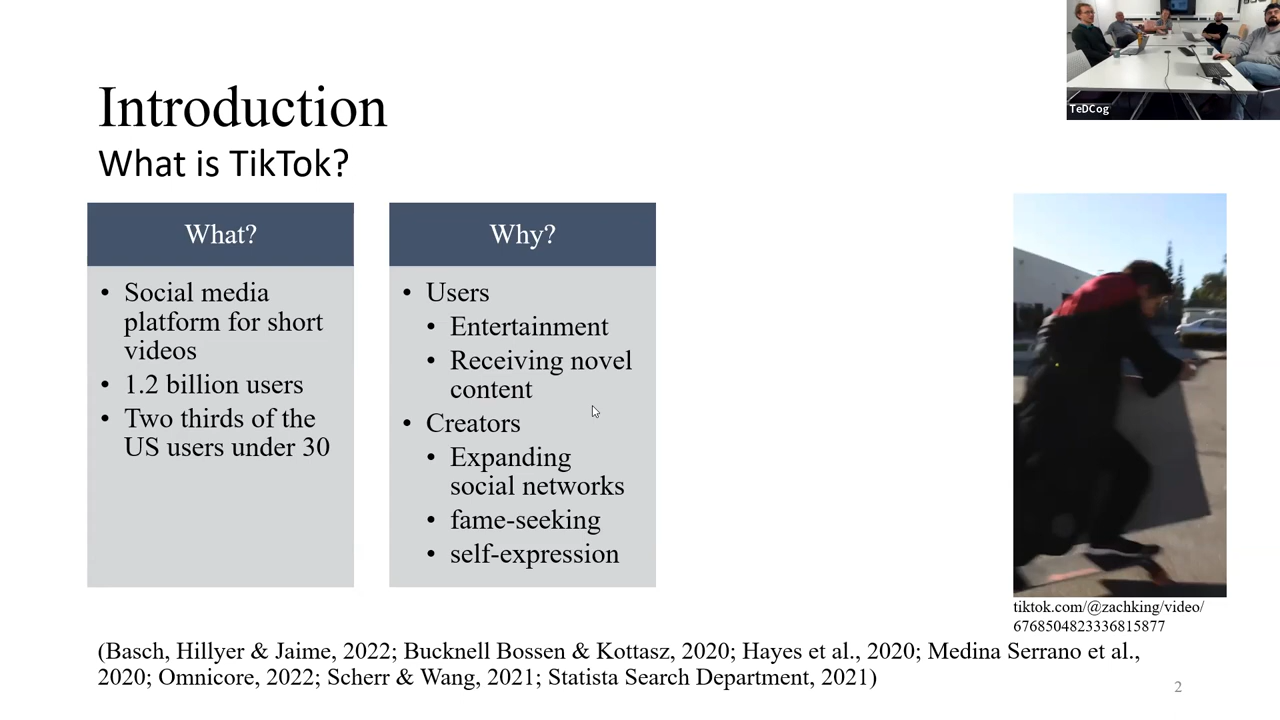 TeDCog
Introduction
What is TikTok?
What?
• Social media
platform for short
videos
• 1.2 billion users
• Two thirds of the
US users under 30
Why?
• Users
• Entertainment
• Receiving novel
content
• Creators
• Expanding
social networks
• fame-seeking
• self-expression
tiktok.com/@zachking/video/
6768504823336815877
(Basch, Hillyer & Jaime, 2022; Bucknell Bossen & Kottasz, 2020; Hayes et al., 2020; Medina Serrano et al.,
2020; Omnicore, 2022; Scherr & Wang, 2021; Statista Search Department, 2021)
2